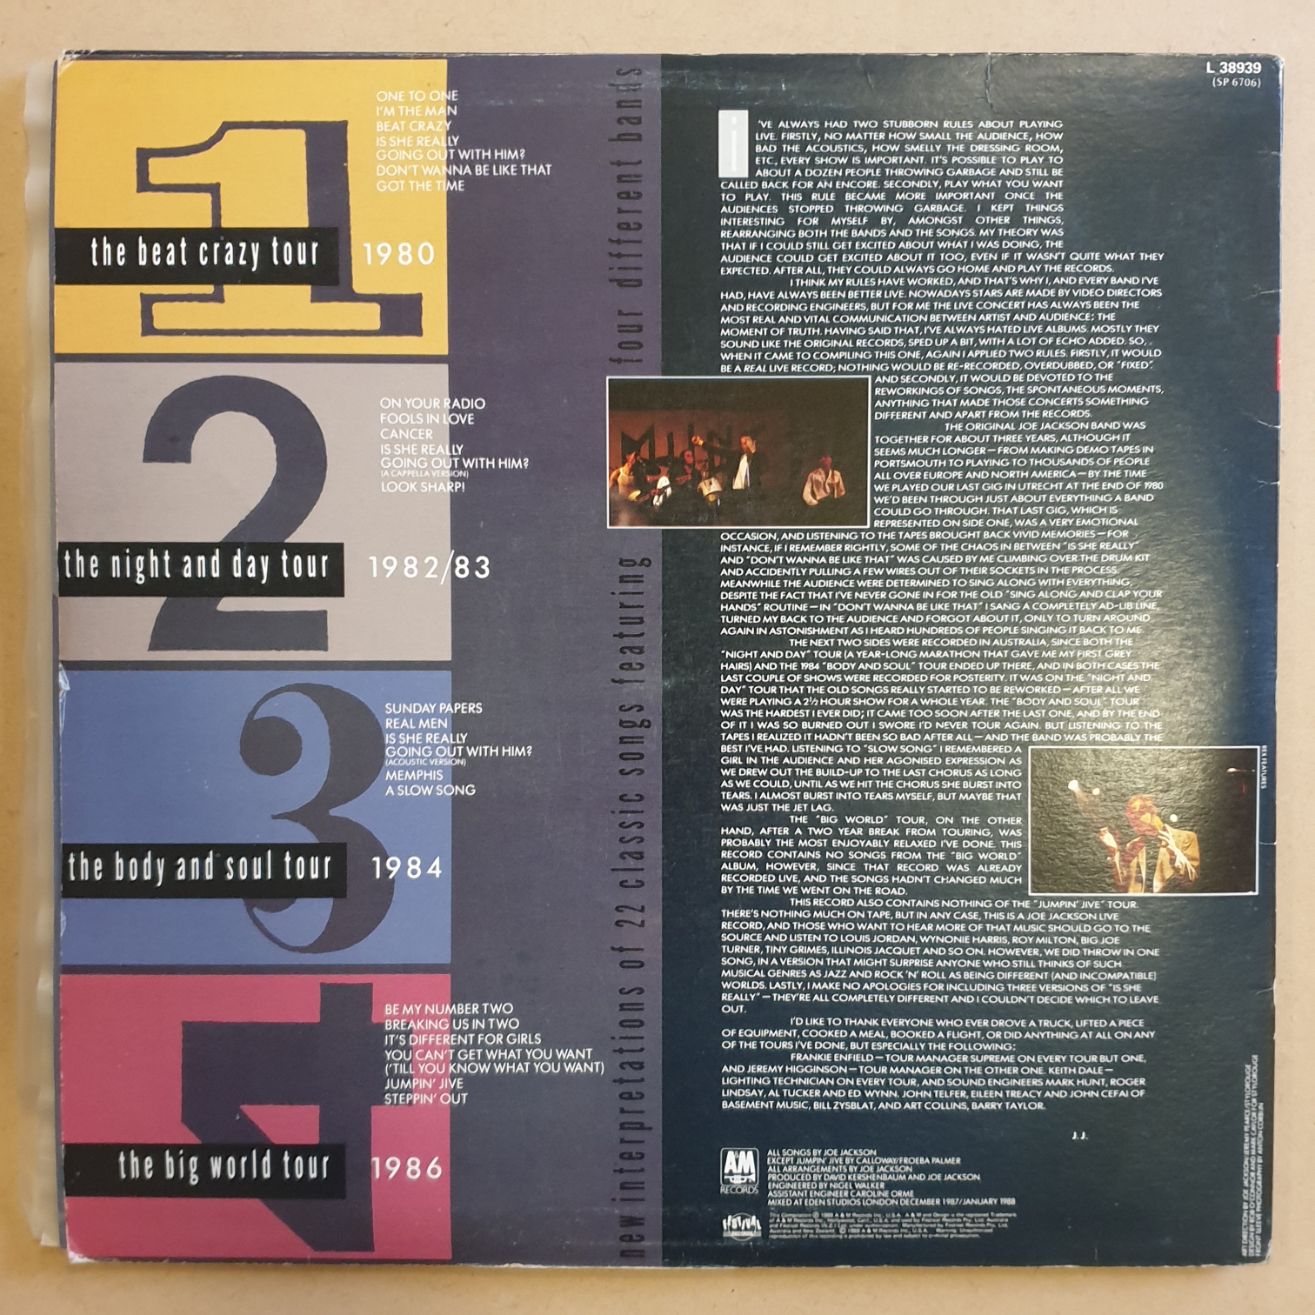 L 38939
(SP 6706)
ONE TO ONE
I'M THE MAN
BEAT CRAZY
IS SHE REALLY
GOING OUT WITH HIM?
DON'T WANNA BE LIKE THAT
GOT THE TIME
1
the beat crazy tour
1980
ON YOUR RADIO
FOOLS IN LOVE
CANCER
IS SHE REALLY
GOING OUT WITH HIM?
(A CAPPELLA VERSION)
LOOK SHARP!
2
the night and day tour
1982/83
SUNDAY PAPERS
REAL MEN
IS SHE REALLY
GOING OUT WITH HIM?
(ACOUSTIC VERSION)
MEMPHIS
A SLOW SONG
3
the body and soul tour
1984
BE MY NUMBER TWO
BREAKING US IN TWO
IT'S DIFFERENT FOR GIRLS
YOU CAN'T GET WHAT YOU WANT
('TILL YOU KNOW WHAT YOU WANT)
JUMPIN' JIVE
STEPPIN' OUT
4
the big world tour
1986
new interpretations of 22 classic songs featuring four different bands
i 'VE ALWAYS HAD TWO STUBBORN RULES ABOUT PLAYING
LIVE. FIRSTLY, NO MATTER HOW SMALL THE AUDIENCE, HOW
BAD THE ACOUSTICS, HOW SMELLY THE DRESSING ROOM,
ETC, EVERY SHOW IS IMPORTANT. IT'S POSSIBLE TO PLAY TO
ABOUT A DOZEN PEOPLE THROWING GARBAGE AND STILL BE
CALLED BACK FOR AN ENCORE. SECONDLY, PLAY WHAT YOU WANT
TO PLAY. THIS RULE BECAME MORE IMPORTANT ONCE THE
AUDIENCES STOPPED THROWING GARBAGE. I KEPT THINGS
INTERESTING FOR MYSELF BY, AMONGST OTHER THINGS,
REARRANGING BOTH THE BANDS AND THE SONGS. MY THEORY WAS
THAT IF I COULD STILL GET EXCITED ABOUT WHAT I WAS DOING, THE
AUDIENCE COULD GET EXCITED ABOUT IT TOO, EVEN IF IT WASN'T QUITE WHAT THEY
EXPECTED. AFTER ALL, THEY COULD ALWAYS GO HOME AND PLAY THE RECORDS.
I THINK MY RULES HAVE WORKED, AND THAT'S WHY I, AND EVERY BAND I'VE
HAD, HAVE ALWAYS BEEN BETTER LIVE. NOWADAYS STARS ARE MADE BY VIDEO DIRECTORS
AND RECORDING ENGINEERS, BUT FOR ME THE LIVE CONCERT HAS ALWAYS BEEN THE
MOST REAL AND VITAL COMMUNICATION BETWEEN ARTIST AND AUDIENCE: THE
MOMENT OF TRUTH. HAVING SAID THAT, I'VE ALWAYS HATED LIVE ALBUMS. MOSTLY THEY
SOUND LIKE THE ORIGINAL RECORDS, SPED UP A BIT, WITH A LOT OF ECHO ADDED. SO,
WHEN IT CAME TO COMPILING THIS ONE, AGAIN I APPLIED TWO RULES. FIRSTLY, IT WOULD
BE A REAL LIVE RECORD; NOTHING WOULD BE RE-RECORDED, OVERDUBBED, OR "FIXED".
AND SECONDLY, IT WOULD BE DEVOTED TO THE
REWORKINGS OF SONGS, THE SPONTANEOUS MOMENTS,
ANYTHING THAT MADE THOSE CONCERTS SOMETHING
DIFFERENT AND APART FROM THE RECORDS.
THE ORIGINAL JOE JACKSON BAND WAS
TOGETHER FOR ABOUT THREE YEARS, ALTHOUGH IT
SEEMS MUCH LONGER — FROM MAKING DEMO TAPES IN
PORTSMOUTH TO PLAYING TO THOUSANDS OF PEOPLE
ALL OVER EUROPE AND NORTH AMERICA — BY THE TIME
WE PLAYED OUR LAST GIG IN UTRECHT AT THE END OF 1980
WE'D BEEN THROUGH JUST ABOUT EVERYTHING A BAND
COULD GO THROUGH. THAT LAST GIG, WHICH IS
REPRESENTED ON SIDE ONE, WAS A VERY EMOTIONAL
OCCASION, AND LISTENING TO THE TAPES BROUGHT BACK VIVID MEMORIES — FOR
INSTANCE, IF I REMEMBER RIGHTLY, SOME OF THE CHAOS IN BETWEEN "IS SHE REALLY"
AND "DON'T WANNA BE LIKE THAT" WAS CAUSED BY ME CLIMBING OVER THE DRUM KIT
AND ACCIDENTLY PULLING A FEW WIRES OUT OF THEIR SOCKETS IN THE PROCESS.
MEANWHILE THE AUDIENCE WERE DETERMINED TO SING ALONG WITH EVERYTHING,
DESPITE THE FACT THAT I'VE NEVER GONE IN FOR THE OLD "SING ALONG AND CLAP YOUR
HANDS" ROUTINE — IN "DON'T WANNA BE LIKE THAT" I SANG A COMPLETELY AD-LIB LINE,
TURNED MY BACK TO THE AUDIENCE AND FORGOT ABOUT IT, ONLY TO TURN AROUND
AGAIN IN ASTONISHMENT AS I HEARD HUNDREDS OF PEOPLE SINGING IT BACK TO ME.
THE NEXT TWO SIDES WERE RECORDED IN AUSTRALIA, SINCE BOTH THE
"NIGHT AND DAY" TOUR (A YEAR-LONG MARATHON THAT GAVE ME MY FIRST GREY
HAIRS) AND THE 1984 "BODY AND SOUL" TOUR ENDED UP THERE, AND IN BOTH CASES THE
LAST COUPLE OF SHOWS WERE RECORDED FOR POSTERITY. IT WAS ON THE "NIGHT AND
DAY" TOUR THAT THE OLD SONGS REALLY STARTED TO BE REWORKED — AFTER ALL WE
WERE PLAYING A 2½ HOUR SHOW FOR A WHOLE YEAR. THE "BODY AND SOUL" TOUR
WAS THE HARDEST I EVER DID; IT CAME TOO SOON AFTER THE LAST ONE, AND BY THE END
OF IT I WAS SO BURNED OUT I SWORE I'D NEVER TOUR AGAIN. BUT LISTENING TO THE
TAPES I REALIZED IT HADN'T BEEN SO BAD AFTER ALL — AND THE BAND WAS PROBABLY THE
BEST I'VE HAD. LISTENING TO "SLOW SONG" I REMEMBERED A
GIRL IN THE AUDIENCE AND HER AGONISED EXPRESSION AS
WE DREW OUT THE BUILD-UP TO THE LAST CHORUS AS LONG
AS WE COULD, UNTIL AS WE HIT THE CHORUS SHE BURST INTO
TEARS. I ALMOST BURST INTO TEARS MYSELF, BUT MAYBE THAT
WAS JUST THE JET LAG.
REX FEATURES
THE "BIG WORLD" TOUR, ON THE OTHER
HAND, AFTER A TWO YEAR BREAK FROM TOURING, WAS
PROBABLY THE MOST ENJOYABLY RELAXED I'VE DONE. THIS
RECORD CONTAINS NO SONGS FROM THE "BIG WORLD"
ALBUM, HOWEVER, SINCE THAT RECORD WAS ALREADY
RECORDED LIVE, AND THE SONGS HADN'T CHANGED MUCH
BY THE TIME WE WENT ON THE ROAD.
THIS RECORD ALSO CONTAINS NOTHING OF THE "JUMPIN' JIVE" TOUR.
THERE'S NOTHING MUCH ON TAPE, BUT IN ANY CASE, THIS IS A JOE JACKSON LIVE
RECORD, AND THOSE WHO WANT TO HEAR MORE OF THAT MUSIC SHOULD GO TO THE
SOURCE AND LISTEN TO LOUIS JORDAN, WYNONIE HARRIS, ROY MILTON, BIG JOE
TURNER, TINY GRIMES, ILLINOIS JACQUET AND SO ON. HOWEVER, WE DID THROW IN ONE
SONG, IN A VERSION THAT MIGHT SURPRISE ANYONE WHO STILL THINKS OF SUCH
MUSICAL GENRES AS JAZZ AND ROCK 'N' ROLL AS BEING DIFFERENT (AND INCOMPATIBLE)
WORLDS. LASTLY, I MAKE NO APOLOGIES FOR INCLUDING THREE VERSIONS OF "IS SHE
REALLY" — THEY'RE ALL COMPLETELY DIFFERENT AND I COULDN'T DECIDE WHICH TO LEAVE
OUT.
I'D LIKE TO THANK EVERYONE WHO EVER DROVE A TRUCK, LIFTED A PIECE
OF EQUIPMENT, COOKED A MEAL, BOOKED A FLIGHT, OR DID ANYTHING AT ALL ON ANY
OF THE TOURS I'VE DONE, BUT ESPECIALLY THE FOLLOWING:
FRANKIE ENFIELD — TOUR MANAGER SUPREME ON EVERY TOUR BUT ONE,
AND JEREMY HIGGINSON — TOUR MANAGER ON THE OTHER ONE. KEITH DALE —
LIGHTING TECHNICIAN ON EVERY TOUR, AND SOUND ENGINEERS MARK HUNT, ROGER
LINDSAY, AL TUCKER AND ED WYNN. JOHN TELFER, EILEEN TREACY AND JOHN CEFAI OF
BASEMENT MUSIC, BILL ZYSBLAT, AND ART COLLINS, BARRY TAYLOR.
J.J.
AM
RECORDS
ALL SONGS BY JOE JACKSON
EXCEPT JUMPIN' JIVE BY CALLOWAY/FROEBA PALMER
ALL ARRANGEMENTS BY JOE JACKSON
PRODUCED BY DAVID KERSHENBAUM AND JOE JACKSON
ENGINEERED BY NIGEL WALKER
ASSISTANT ENGINEER CAROLINE ORME
MIXED AT EDEN STUDIOS LONDON DECEMBER 1987/JANUARY 1988
FESTIVAL
RECORDS